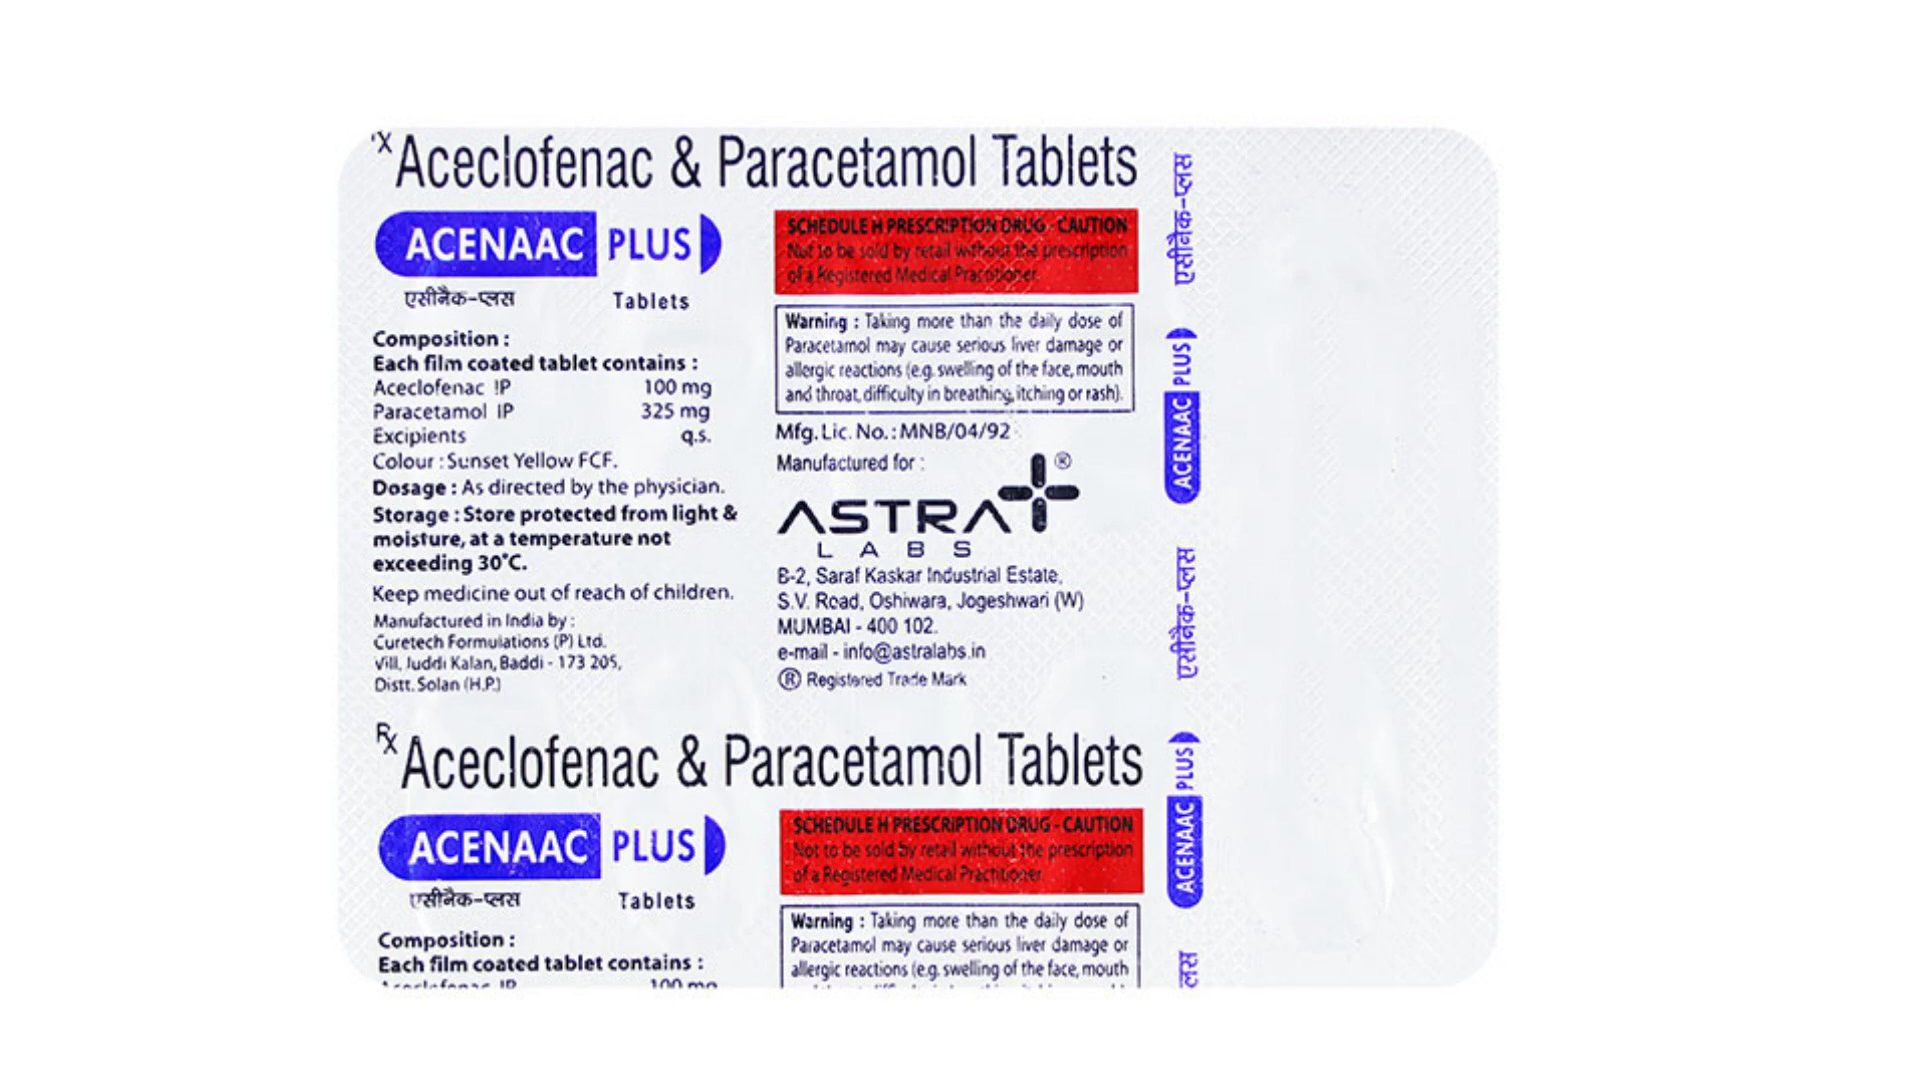 Rx Aceclofenac & Paracetamol Tablets
ACENAAC PLUS
एसीनैक-प्लस Tablets
Composition :
Each film coated tablet contains :
Aceclofenac IP 100 mg
Paracetamol IP 325 mg
Excipients q.s.
Colour : Sunset Yellow FCF.
Dosage : As directed by the physician.
Storage : Store protected from light &
moisture, at a temperature not
exceeding 30°C.
Keep medicine out of reach of children.
Manufactured in India by :
Curetech Formulations (P) Ltd.
Vill. Juddi Kalan, Baddi - 173 205,
Distt. Solan (H.P.)
SCHEDULE H PRESCRIPTION DRUG - CAUTION
Not to be sold by retail without the prescription
of a Registered Medical Practitioner.
Warning : Taking more than the daily dose of
Paracetamol may cause serious liver damage or
allergic reactions (e.g. swelling of the face, mouth
and throat, difficulty in breathing, itching or rash).
Mfg. Lic. No. : MNB/04/92
Manufactured for :
ASTRA ®
LABS
B-2, Saraf Kaskar Industrial Estate,
S.V. Road, Oshiwara, Jogeshwari (W)
MUMBAI - 400 102.
e-mail - info@astralabs.in
® Registered Trade Mark
एसीनैक-प्लस
ACENAAC PLUS
एसीनैक-प्लस
ACENAAC PLUS
प्लस
Rx Aceclofenac & Paracetamol Tablets
ACENAAC PLUS
एसीनैक-प्लस Tablets
Composition :
Each film coated tablet contains :
Aceclofenac IP 100 mg
SCHEDULE H PRESCRIPTION DRUG - CAUTION
Not to be sold by retail without the prescription
of a Registered Medical Practitioner.
Warning : Taking more than the daily dose of
Paracetamol may cause serious liver damage or
allergic reactions (e.g. swelling of the face, mouth